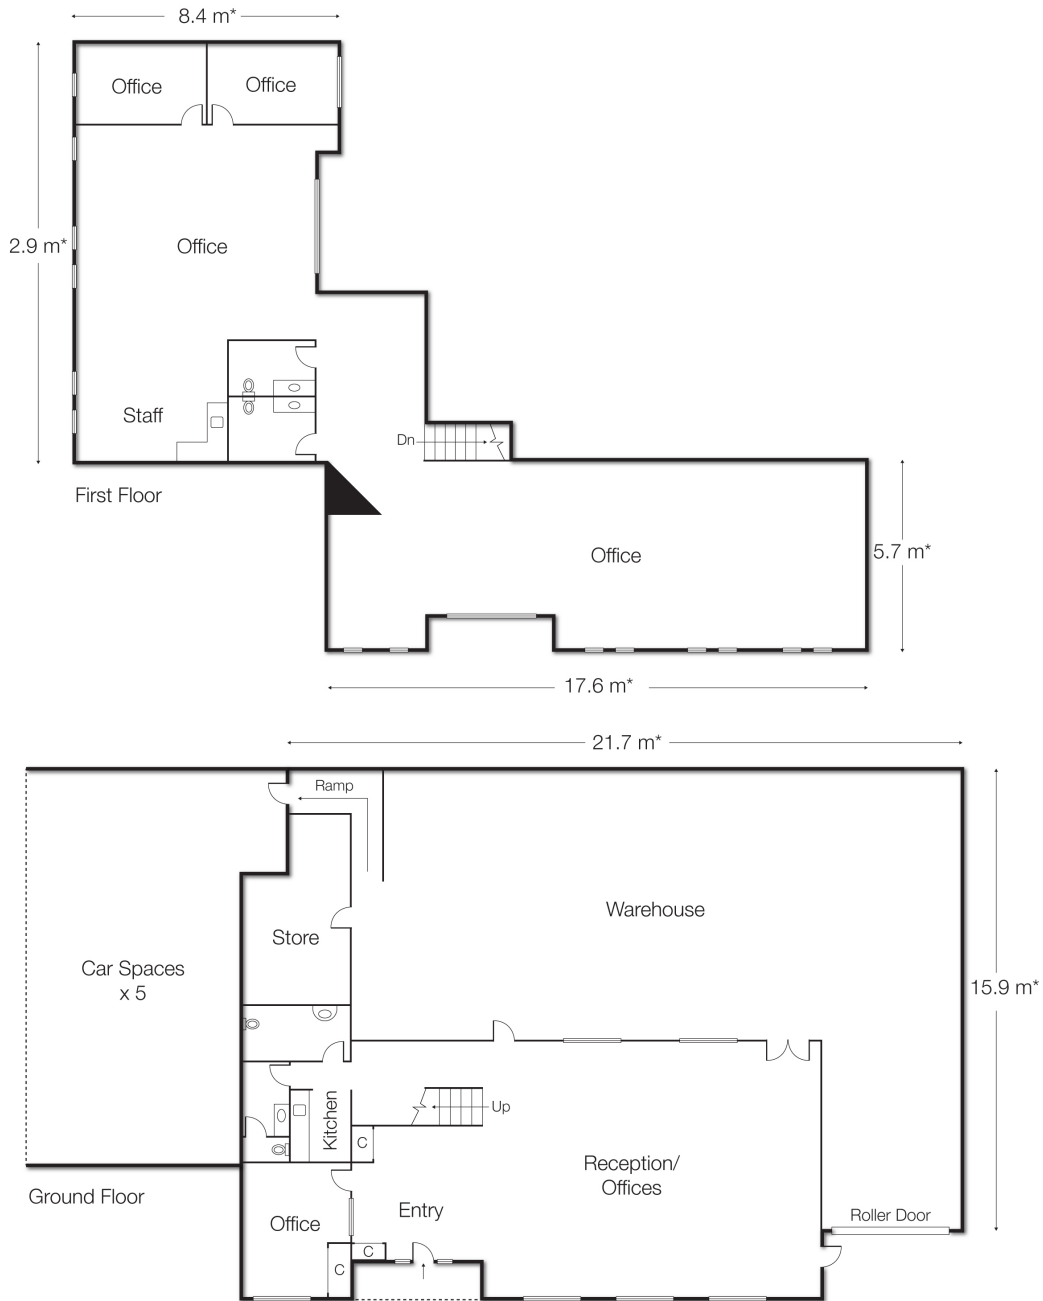 8.4 m*
Office
Office
2.9 m*
Office
Staff
Dn
First Floor
Office
5.7 m*
17.6 m*
21.7 m*
Ramp
Warehouse
Store
Car Spaces
x 5
15.9 m*
Kitchen
Up
C
Reception/
Offices
Ground Floor
Entry
Office
Roller Door
C
C